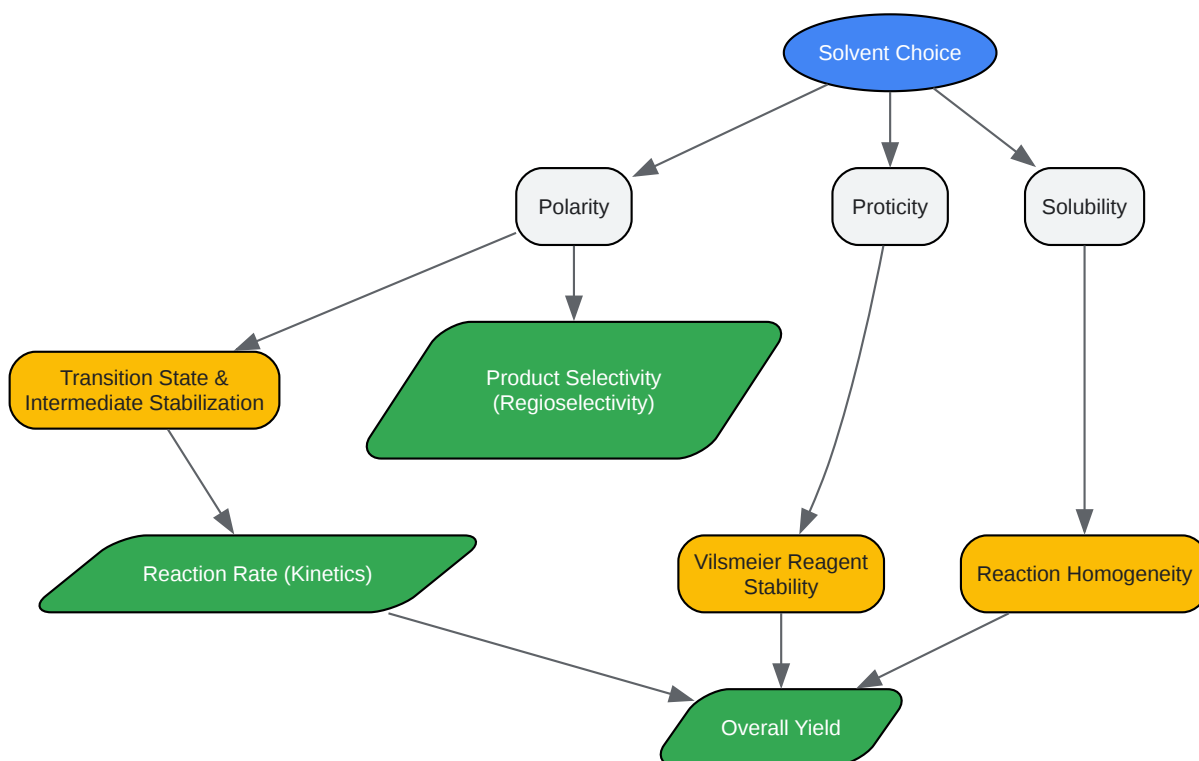 Solvent Choice
Polarity
Proticity
Solubility
Transition State &
Intermediate Stabilization
Product Selectivity
(Regioselectivity)
Reaction Rate (Kinetics)
Vilsmeier Reagent
Stability
Reaction Homogeneity
Overall Yield